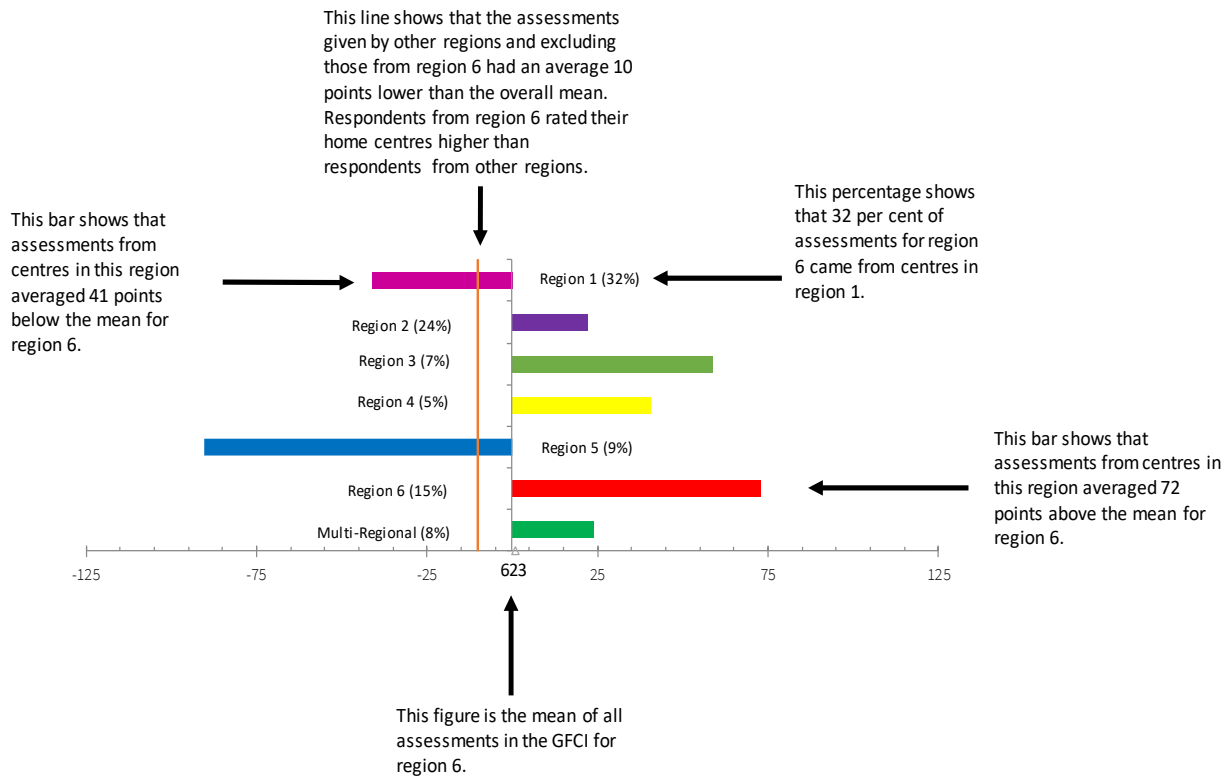 This line shows that the assessments
given by other regions and excluding
those from region 6 had an average 10
points lower than the overall mean.
Respondents from region 6 rated their
home centres higher than
respondents from other regions.
This percentage shows
that 32 per cent of
assessments for region
6 came from centres in
region 1.
This bar shows that
assessments from
centres in this region
averaged 41 points
below the mean for
region 6.
Region 1 (32%)
Region 2 (24%)
Region 3 (7%)
Region 4 (5%)
Region 5 (9%)
Region 6 (15%)
Multi-Regional (8%)
This bar shows that
assessments from centres in
this region averaged 72
points above the mean for
region 6.
-125 -75 -25 623 25 75 125
This figure is the mean of all
assessments in the GFCI for
region 6.